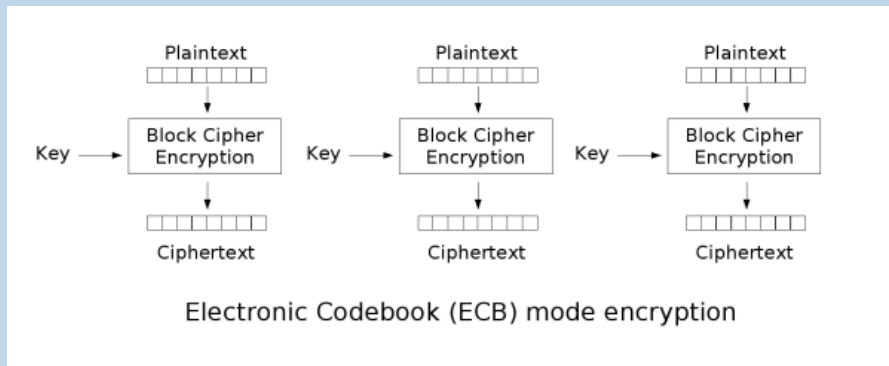 Plaintext
Plaintext
Plaintext
Key
Block Cipher
Encryption
Key
Block Cipher
Encryption
Key
Block Cipher
Encryption
Ciphertext
Ciphertext
Ciphertext
Electronic Codebook (ECB) mode encryption